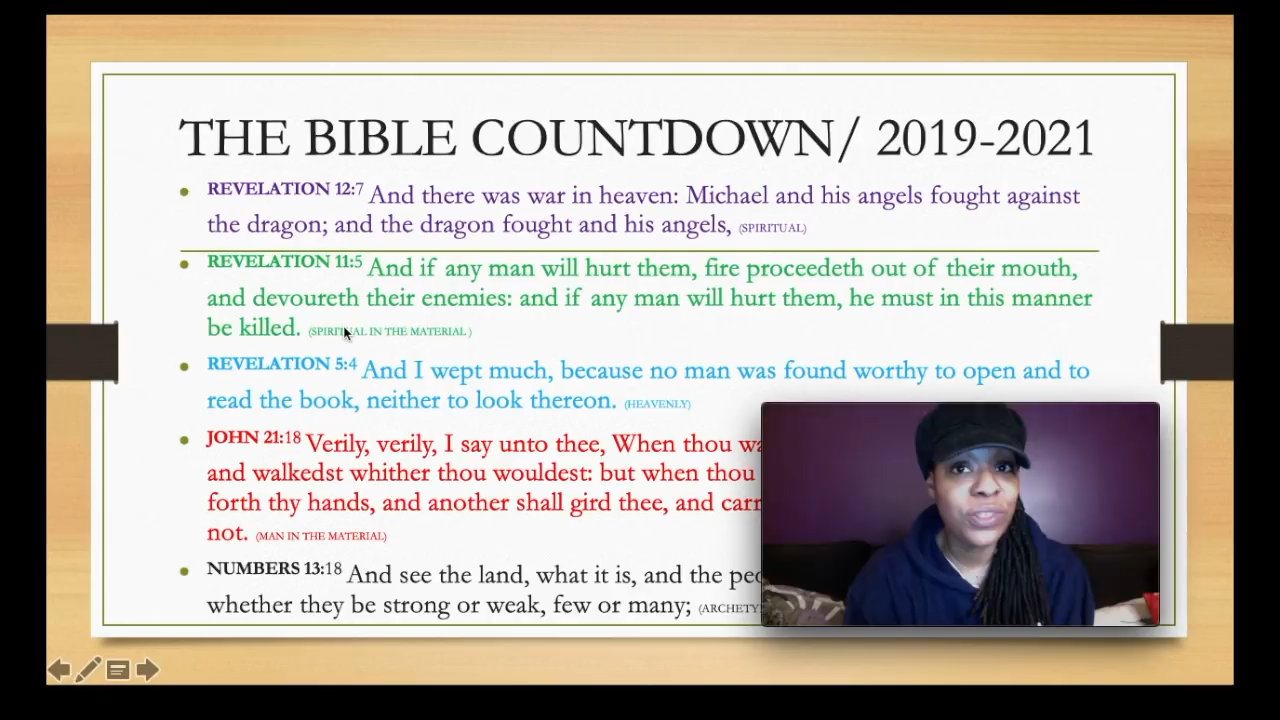 THE BIBLE COUNTDOWN/ 2019-2021
REVELATION 12:7 And there was war in heaven: Michael and his angels fought against
the dragon; and the dragon fought and his angels, (SPIRITUAL)
REVELATION 11:5 And if any man will hurt them, fire proceedeth out of their mouth,
and devoureth their enemies: and if any man will hurt them, he must in this manner
be killed. (SPIRITUAL IN THE MATERIAL )
REVELATION 5:4 And I wept much, because no man was found worthy to open and to
read the book, neither to look thereon. (HEAVENLY)
JOHN 21:18 Verily, verily, I say unto thee, When thou
and walkedst whither thou wouldest: but when thou
forth thy hands, and another shall gird thee, and
not. (MAN IN THE MATERIAL)
NUMBERS 13:18 And see the land, what it is, and the
whether they be strong or weak, few or many;